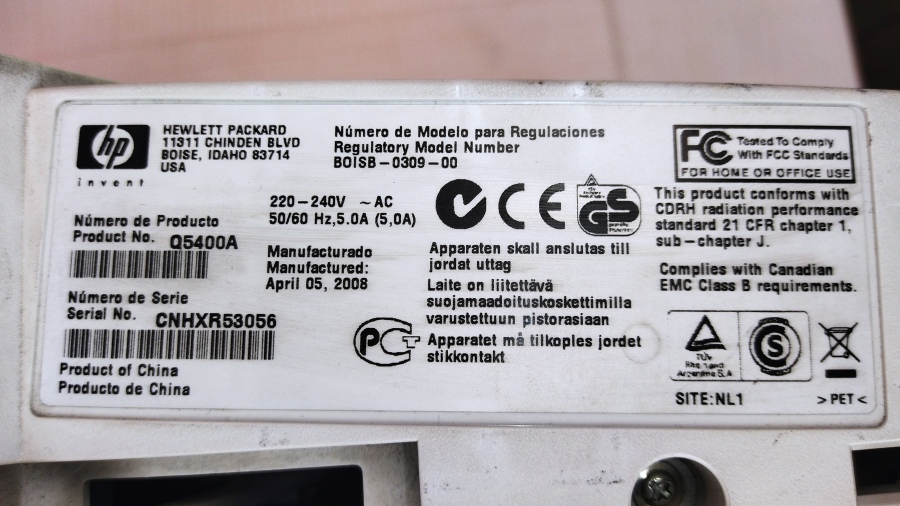 hp
invent
HEWLETT PACKARD
11311 CHINDEN BLVD
BOISE, IDAHO 83714
USA
Número de Modelo para Regulaciones
Regulatory Model Number
BOISB-0309-00
FC
Tested To Comply
With FCC Standards
FOR HOME OR OFFICE USE
220-240V ~ AC
50/60 Hz,5.0A (5,0A)
CE
GS
This product conforms with
CDRH radiation performance
standard 21 CFR chapter 1,
sub-chapter J.
Número de Producto
Product No. Q5400A
Manufacturado
Manufactured:
April 05, 2008
Apparaten skall anslutas till
jordat uttag
Laite on liitettävä
suojamaadoituskoskettimilla
varustettuun pistorasiaan
Apparatet må tilkoples jordet
stikkontakt
Complies with Canadian
EMC Class B requirements.
Número de Serie
Serial No. CNHXR53056
Product of China
Producto de China
TÜV
Argentina S.A
S
SITE:NL1
>PET<